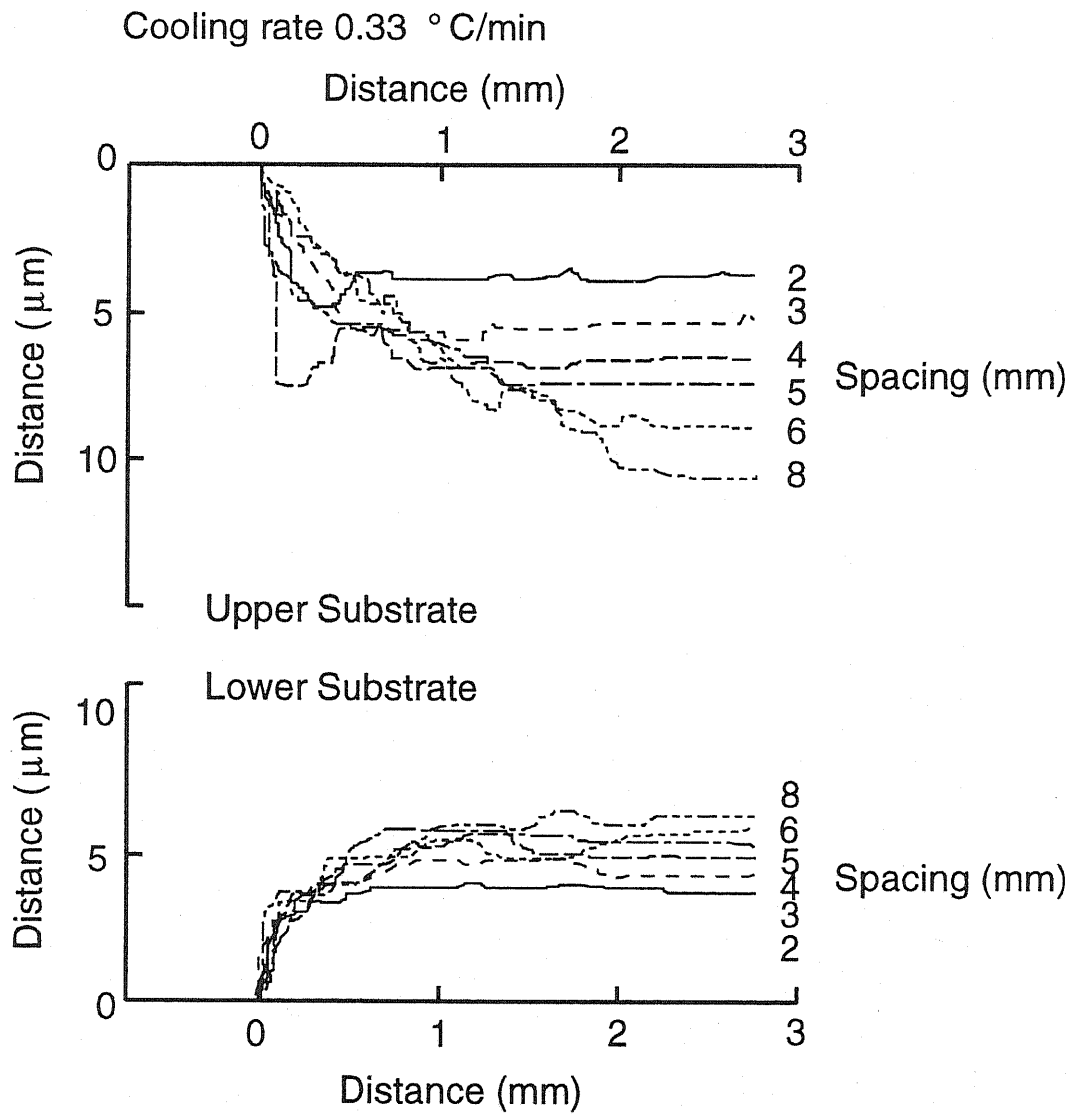 Cooling rate 0.33 °C/min
Distance (mm)
0 1 2 3
0
5
10
Distance (μm)
2
3
4
5
6
8
Spacing (mm)
Upper Substrate
Lower Substrate
10
5
0
Distance (μm)
8
6
5
4
3
2
Spacing (mm)
0 1 2 3
Distance (mm)